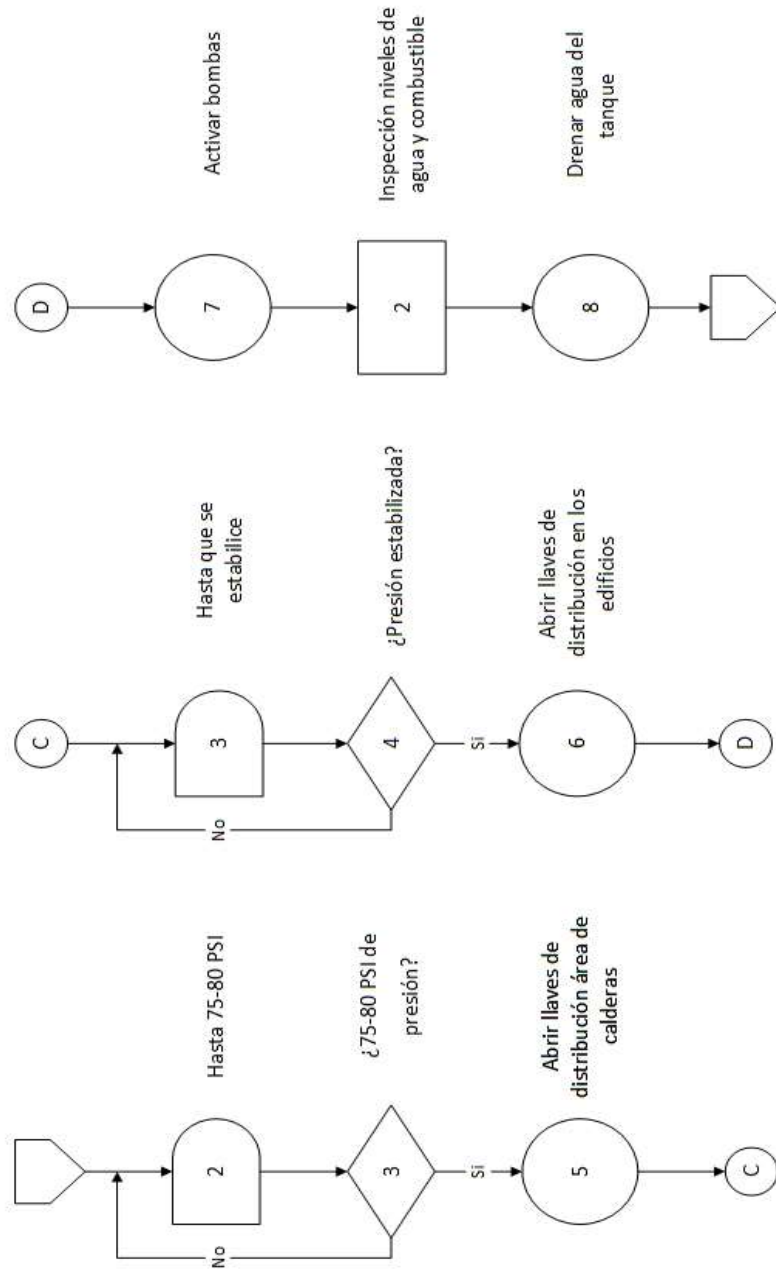 No
2
Hasta 75-80 PSI
3
¿75-80 PSI de
presión?
Si
5
Abrir llaves de
distribución área de
calderas
C
C
No
3
Hasta que se
estabilice
4
¿Presión estabilizada?
Si
6
Abrir llaves de
distribución en los
edificios
D
D
7
Activar bombas
2
Inspección niveles de
agua y combustible
8
Drenar agua del
tanque